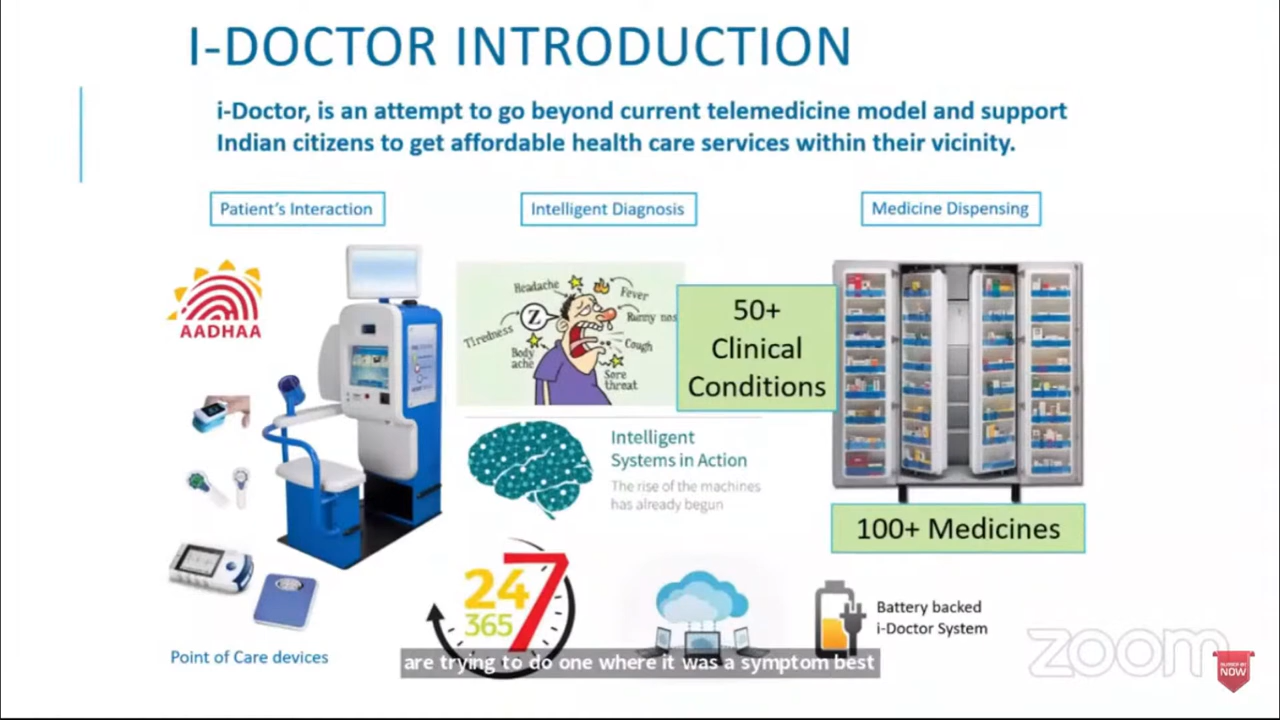 I-DOCTOR INTRODUCTION
i-Doctor, is an attempt to go beyond current telemedicine model and support
Indian citizens to get affordable health care services within their vicinity.
Patient's Interaction
Intelligent Diagnosis
Medicine Dispensing
AADHAA
Headache
Fever
Runny nos
Tiredness
Z
Cough
Body
ache
Sore
throat
50+
Clinical
Conditions
Intelligent
Systems in Action
The rise of the machines
has already begun
100+ Medicines
24
7
365
Battery backed
i-Doctor System
Point of Care devices
are trying to do one where it was a symptom best
zoom
NOW